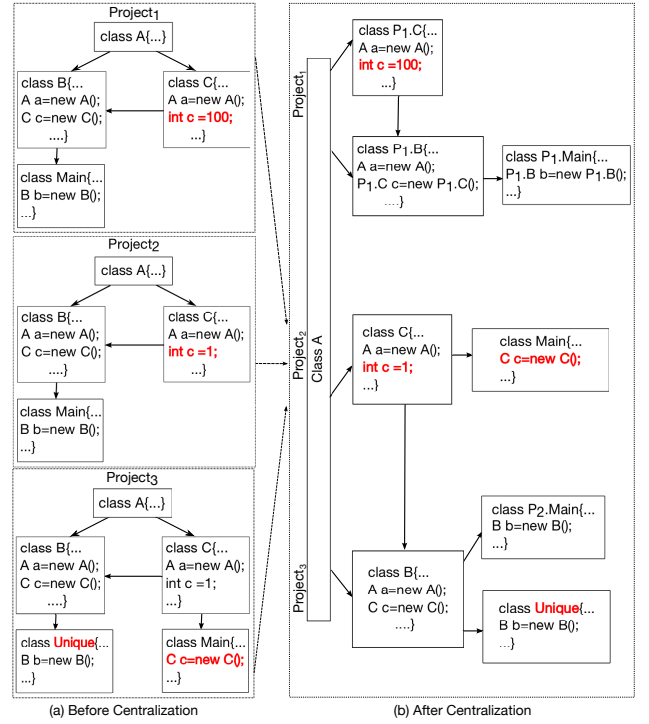 Project1
class A{...}
class B{...
A a=new A();
C c=new C();
....}
class C{...
A a=new A();
int c =100;
...}
class Main{...
B b=new B();
...}
Project2
class A{...}
class B{...
A a=new A();
C c=new C();
....}
class C{...
A a=new A();
int c =1;
...}
class Main{...
B b=new B();
...}
Project3
class A{...}
class B{...
A a=new A();
C c=new C();
....}
class C{...
A a=new A();
int c =1;
...}
class Unique{...
B b=new B();
...}
class Main{...
C c=new C();
...}
(a) Before Centralization
Project1
Project2
Project3
Class A
class P1.C{...
A a=new A();
int c =100;
...}
class P1.B{...
A a=new A();
P1.C c=new P1.C();
....}
class P1.Main{...
P1.B b=new P1.B();
...}
class C{...
A a=new A();
int c =1;
...}
class Main{...
C c=new C();
...}
class P2.Main{...
B b=new B();
...}
class B{...
A a=new A();
C c=new C();
....}
class Unique{...
B b=new B();
...}
(b) After Centralization